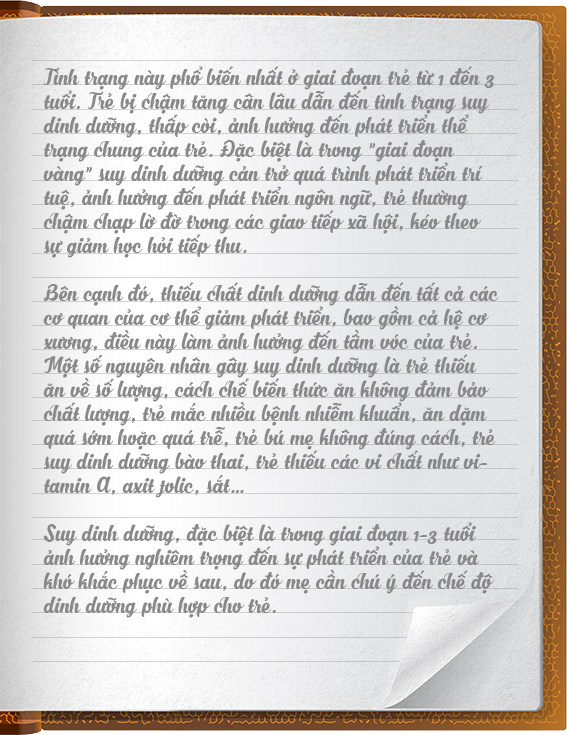 Tình trạng này phổ biến nhất ở giai đoạn trẻ từ 1 đến 3
tuổi. Trẻ bị chậm tăng cân lâu dẫn đến tình trạng suy
dinh dưỡng, thấp còi, ảnh hưởng đến phát triển thể
trạng chung của trẻ. Đặc biệt là trong "giai đoạn
vàng" suy dinh dưỡng cản trở quá trình phát triển trí
tuệ, ảnh hưởng đến phát triển ngôn ngữ, trẻ thường
chậm chạp lờ đờ trong các giao tiếp xã hội, kéo theo
sự giảm học hỏi tiếp thu.
Bên cạnh đó, thiếu chất dinh dưỡng dẫn đến tất cả các
cơ quan của cơ thể giảm phát triển, bao gồm cả hệ cơ
xương, điều này làm ảnh hưởng đến tầm vóc của trẻ.
Một số nguyên nhân gây suy dinh dưỡng là trẻ thiếu
ăn về số lượng, cách chế biến thức ăn không đảm bảo
chất lượng, trẻ mắc nhiều bệnh nhiễm khuẩn, ăn dặm
quá sớm hoặc quá trễ, trẻ bú mẹ không đúng cách, trẻ
suy dinh dưỡng bào thai, trẻ thiếu các vi chất như vi-
tamin A, axit folic, sắt...
Suy dinh dưỡng, đặc biệt là trong giai đoạn 1-3 tuổi
ảnh hưởng nghiêm trọng đến sự phát triển của trẻ và
khó khắc phục về sau, do đó mẹ cần chú ý đến chế độ
dinh dưỡng phù hợp cho trẻ.